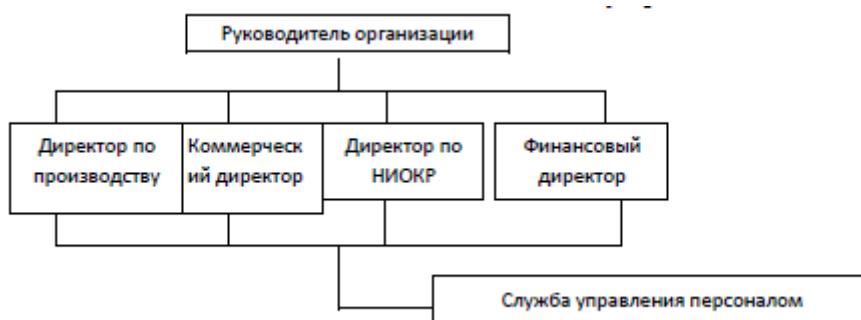 Руководитель организации
Директор по
производству
Коммерческ
ий директор
Директор по
НИОКР
Финансовый
директор
Служба управления персоналом